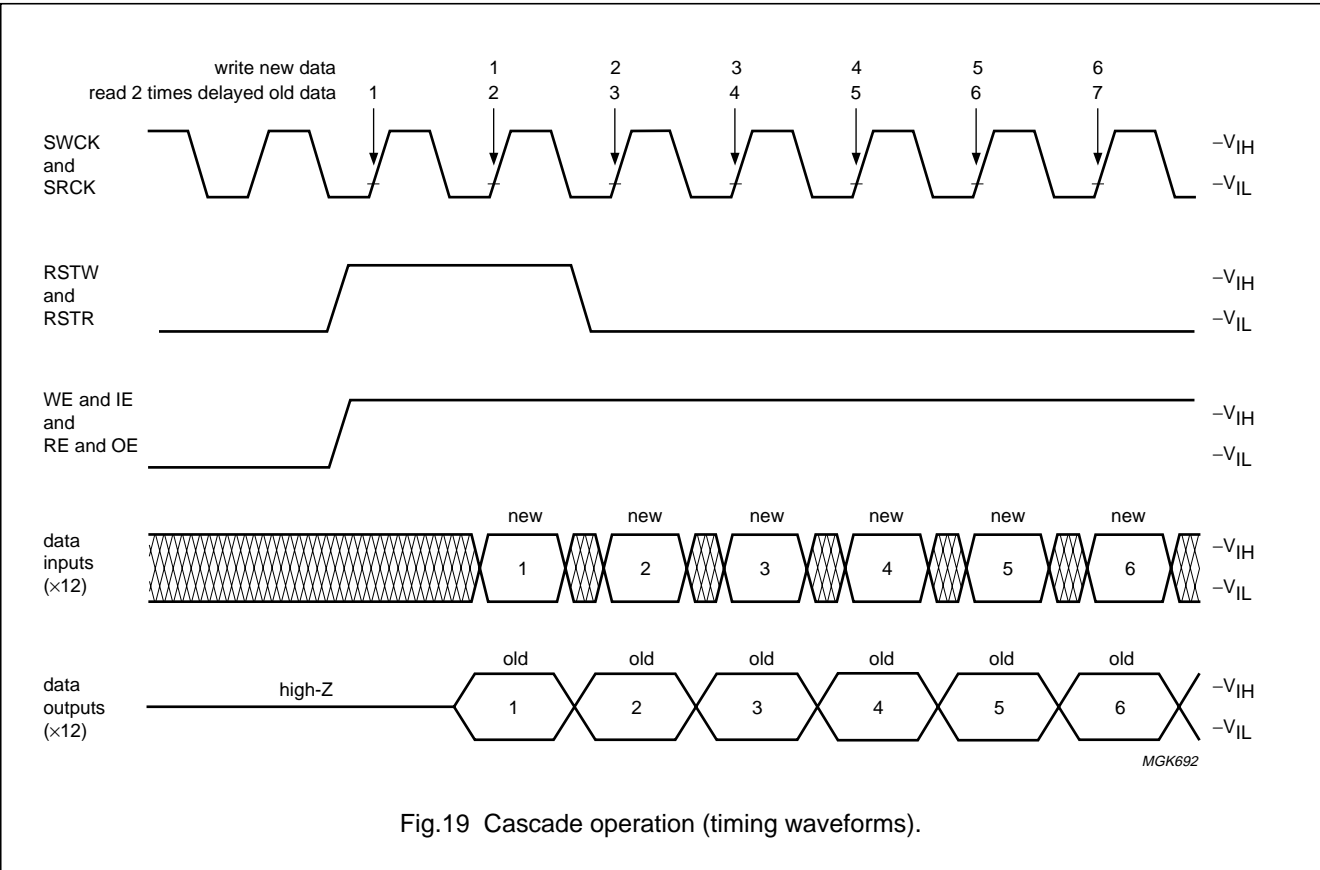 write new data 1 2 3 4 5 6
read 2 times delayed old data 1 2 3 4 5 6 7
SWCK
and
SRCK
–VIH
–VIL
RSTW
and
RSTR
–VIH
–VIL
WE and IE
and
RE and OE
–VIH
–VIL
new new new new new new
data
inputs
(×12)
1 2 3 4 5 6
–VIH
–VIL
old old old old old old
data
outputs
(×12)
high-Z
1 2 3 4 5 6
–VIH
–VIL
MGK692
Fig.19 Cascade operation (timing waveforms).